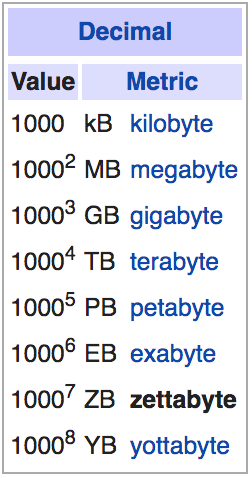 Decimal
Value Metric
1000 kB kilobyte
1000² MB megabyte
1000³ GB gigabyte
1000⁴ TB terabyte
1000⁵ PB petabyte
1000⁶ EB exabyte
1000⁷ ZB zettabyte
1000⁸ YB yottabyte